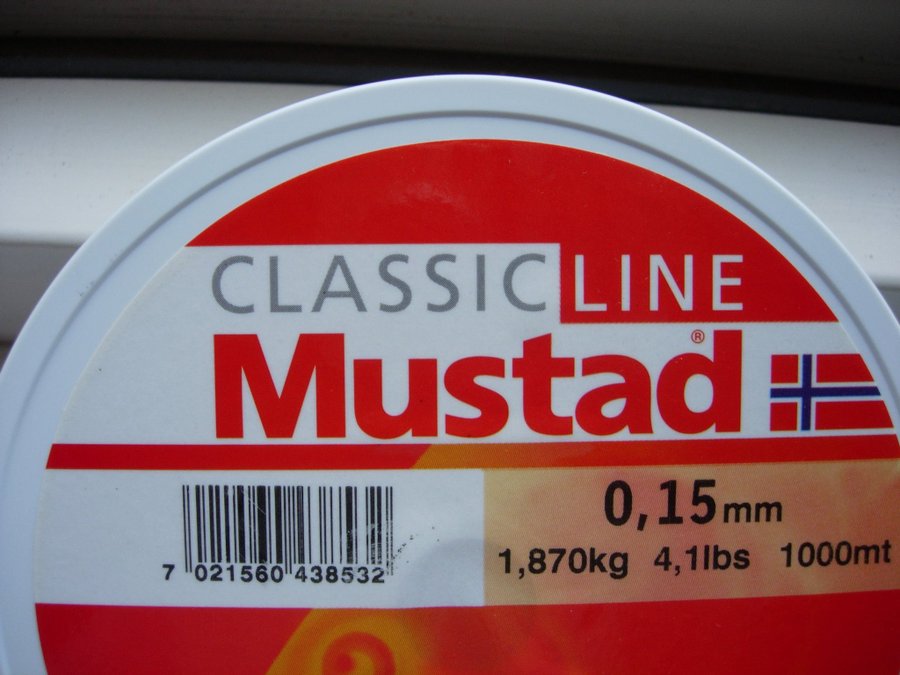 CLASSIC LINE
Mustad®
0,15mm
1,870kg 4,1lbs 1000mt
7 021560 438532